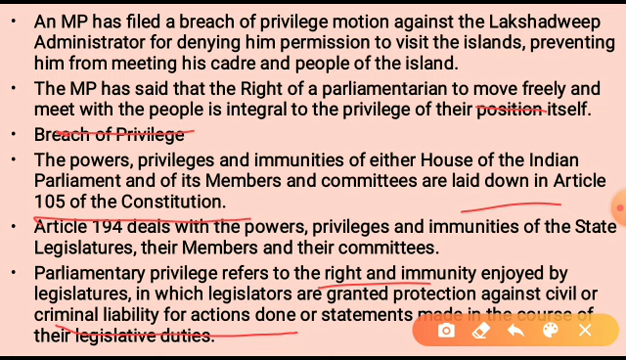 • An MP has filed a breach of privilege motion against the Lakshadweep
Administrator for denying him permission to visit the islands, preventing
him from meeting his cadre and people of the island.
• The MP has said that the Right of a parliamentarian to move freely and
meet with the people is integral to the privilege of their position itself.
• Breach of Privilege
• The powers, privileges and immunities of either House of the Indian
Parliament and of its Members and committees are laid down in Article
105 of the Constitution.
• Article 194 deals with the powers, privileges and immunities of the State
Legislatures, their Members and their committees.
• Parliamentary privilege refers to the right and immunity enjoyed by
legislatures, in which legislators are granted protection against civil or
criminal liability for actions done or statements made in the course of
their legislative duties.